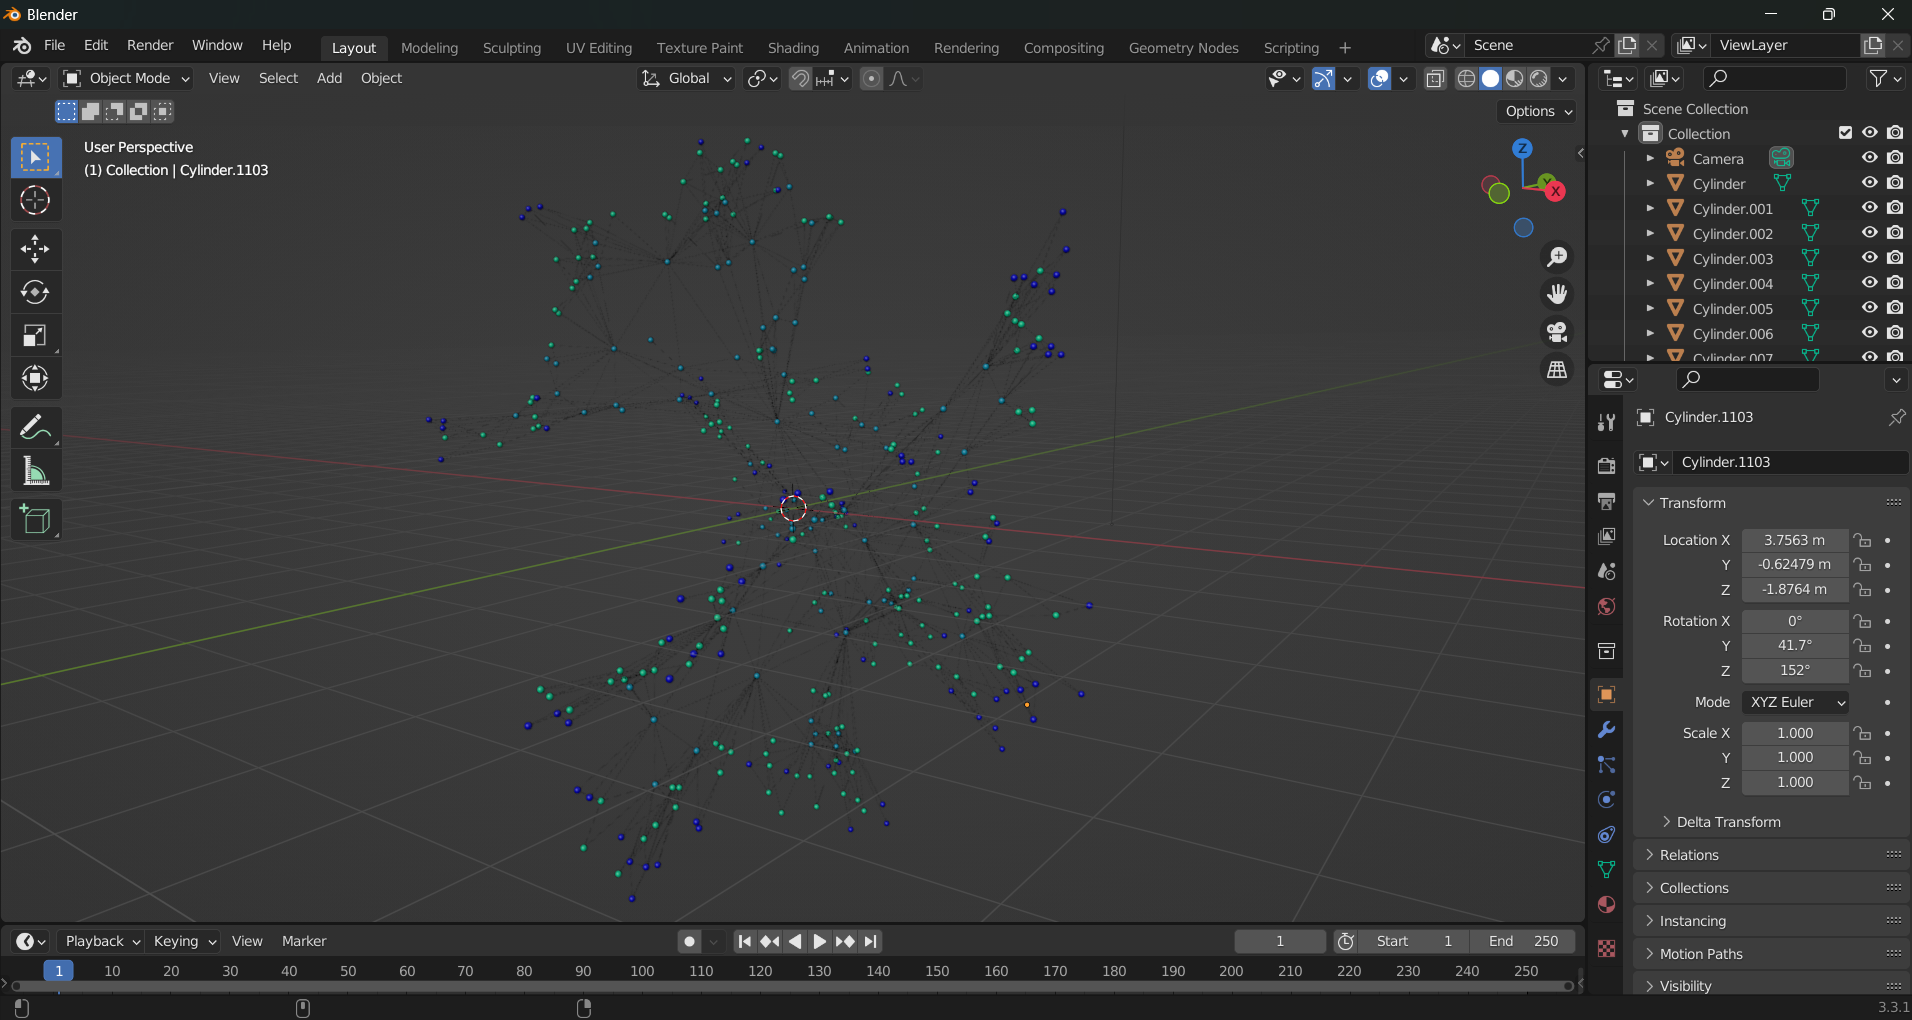 Blender
File Edit Render Window Help Layout Modeling Sculpting UV Editing Texture Paint Shading Animation Rendering Compositing Geometry Nodes Scripting + Scene ViewLayer
Object Mode View Select Add Object Global
Options
User Perspective
(1) Collection | Cylinder.1103
Z
Y
X
Scene Collection
Collection
Camera
Cylinder
Cylinder.001
Cylinder.002
Cylinder.003
Cylinder.004
Cylinder.005
Cylinder.006
Cylinder.007
Cylinder.1103
Cylinder.1103
Transform
Location X 3.7563 m
Y -0.62479 m
Z -1.8764 m
Rotation X 0°
Y 41.7°
Z 152°
Mode XYZ Euler
Scale X 1.000
Y 1.000
Z 1.000
Delta Transform
Relations
Collections
Instancing
Motion Paths
Visibility
Playback Keying View Marker 1 Start 1 End 250
1 10 20 30 40 50 60 70 80 90 100 110 120 130 140 150 160 170 180 190 200 210 220 230 240 250
3.3.1